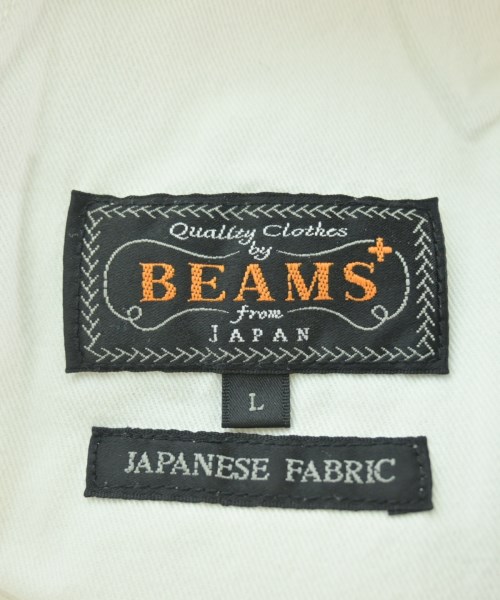 Quality Clothes
by
BEAMS+
from
JAPAN
L
JAPANESE FABRIC